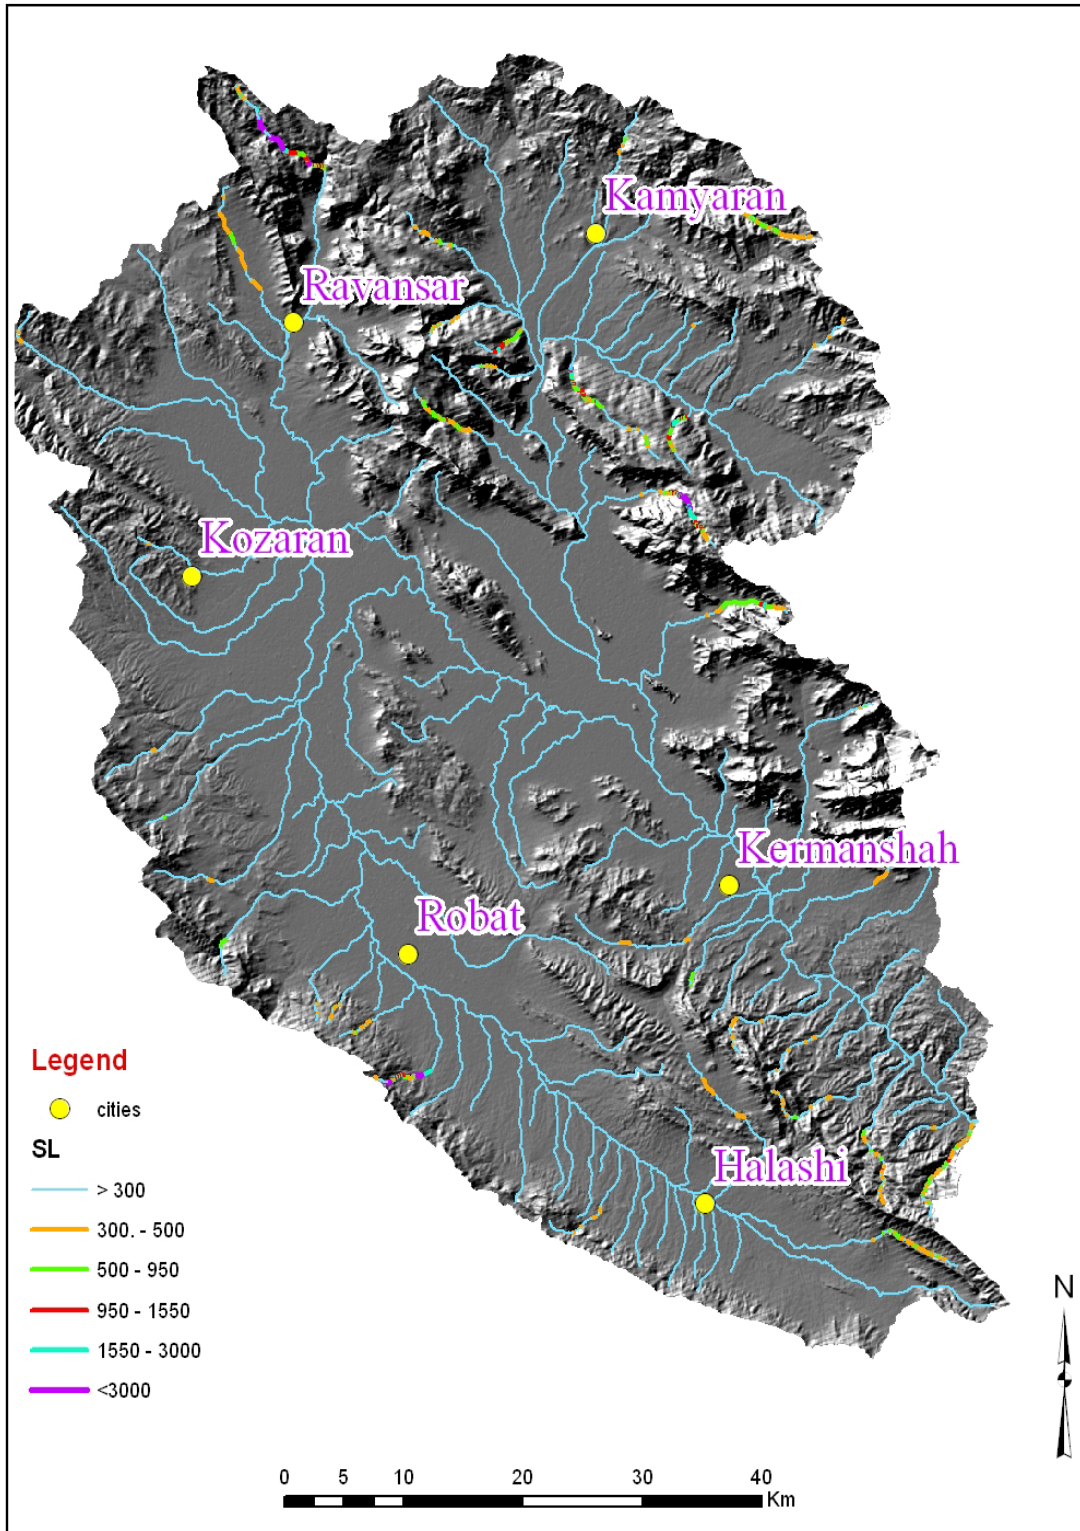 Kamyaran
Ravansar
Kozaran
Kermanshah
Robat
Halashi
Legend
cities
SL
> 300
300. - 500
500 - 950
950 - 1550
1550 - 3000
<3000
N
0 5 10 20 30 40
Km